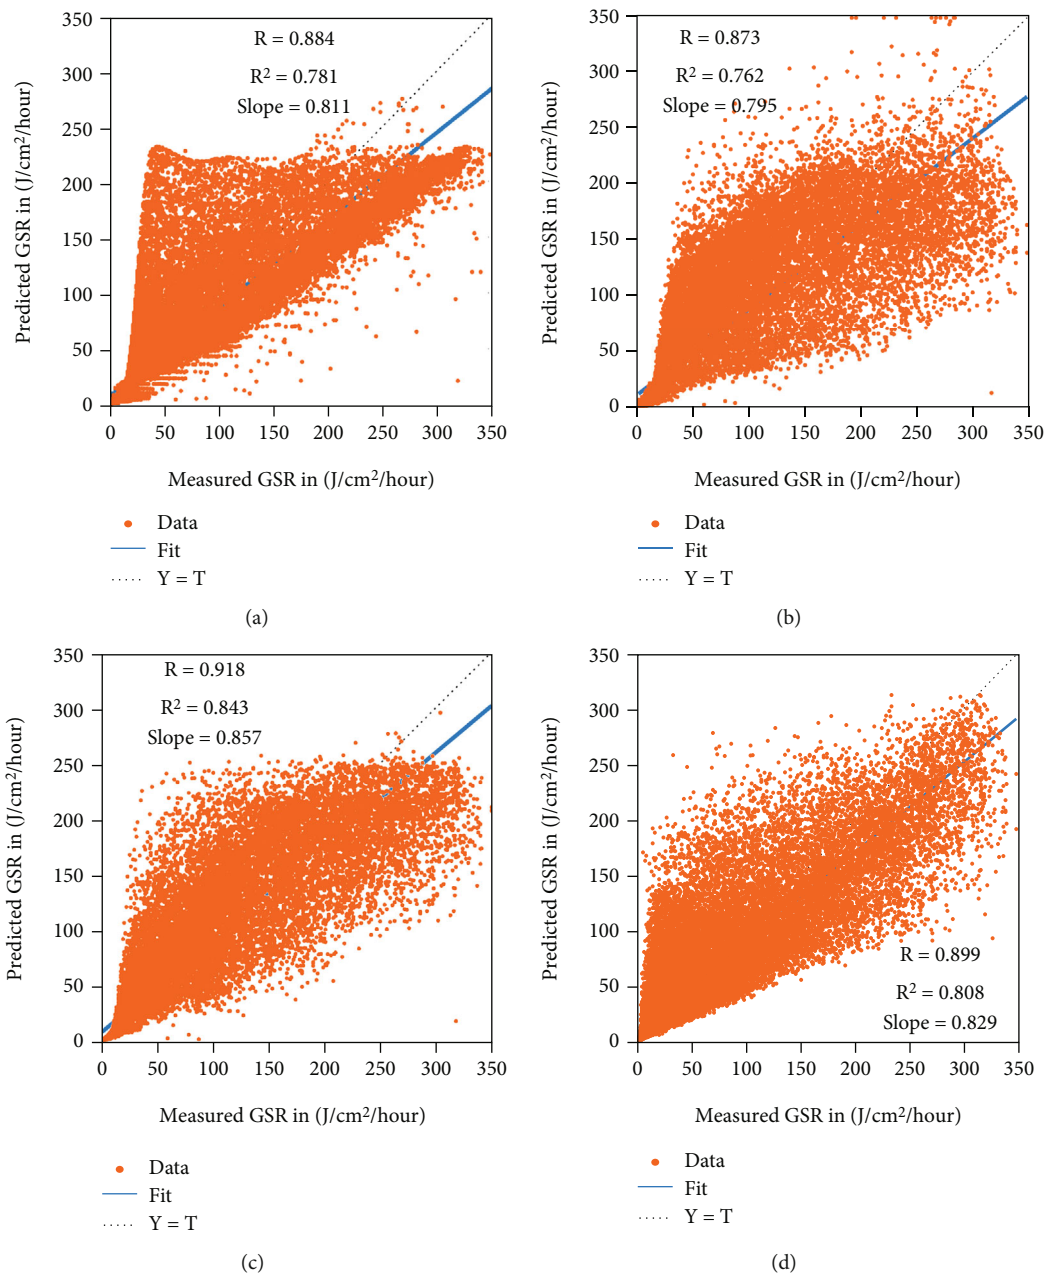 350
300
250
200
150
100
50
0
Predicted GSR in (J/cm²/hour)
R = 0.884
R² = 0.781
Slope = 0.811
0 50 100 150 200 250 300 350
Measured GSR in (J/cm²/hour)
Data
Fit
Y = T
(a)
350
300
250
200
150
100
50
0
Predicted GSR in (J/cm²/hour)
R = 0.873
R² = 0.762
Slope = 0.795
0 50 100 150 200 250 300 350
Measured GSR in (J/cm²/hour)
Data
Fit
Y = T
(b)
350
300
250
200
150
100
50
0
Predicted GSR in (J/cm²/hour)
R = 0.918
R² = 0.843
Slope = 0.857
0 50 100 150 200 250 300 350
Measured GSR in (J/cm²/hour)
Data
Fit
Y = T
(c)
350
300
250
200
150
100
50
0
Predicted GSR in (J/cm²/hour)
R = 0.899
R² = 0.808
Slope = 0.829
0 50 100 150 200 250 300 350
Measured GSR in (J/cm²/hour)
Data
Fit
Y = T
(d)